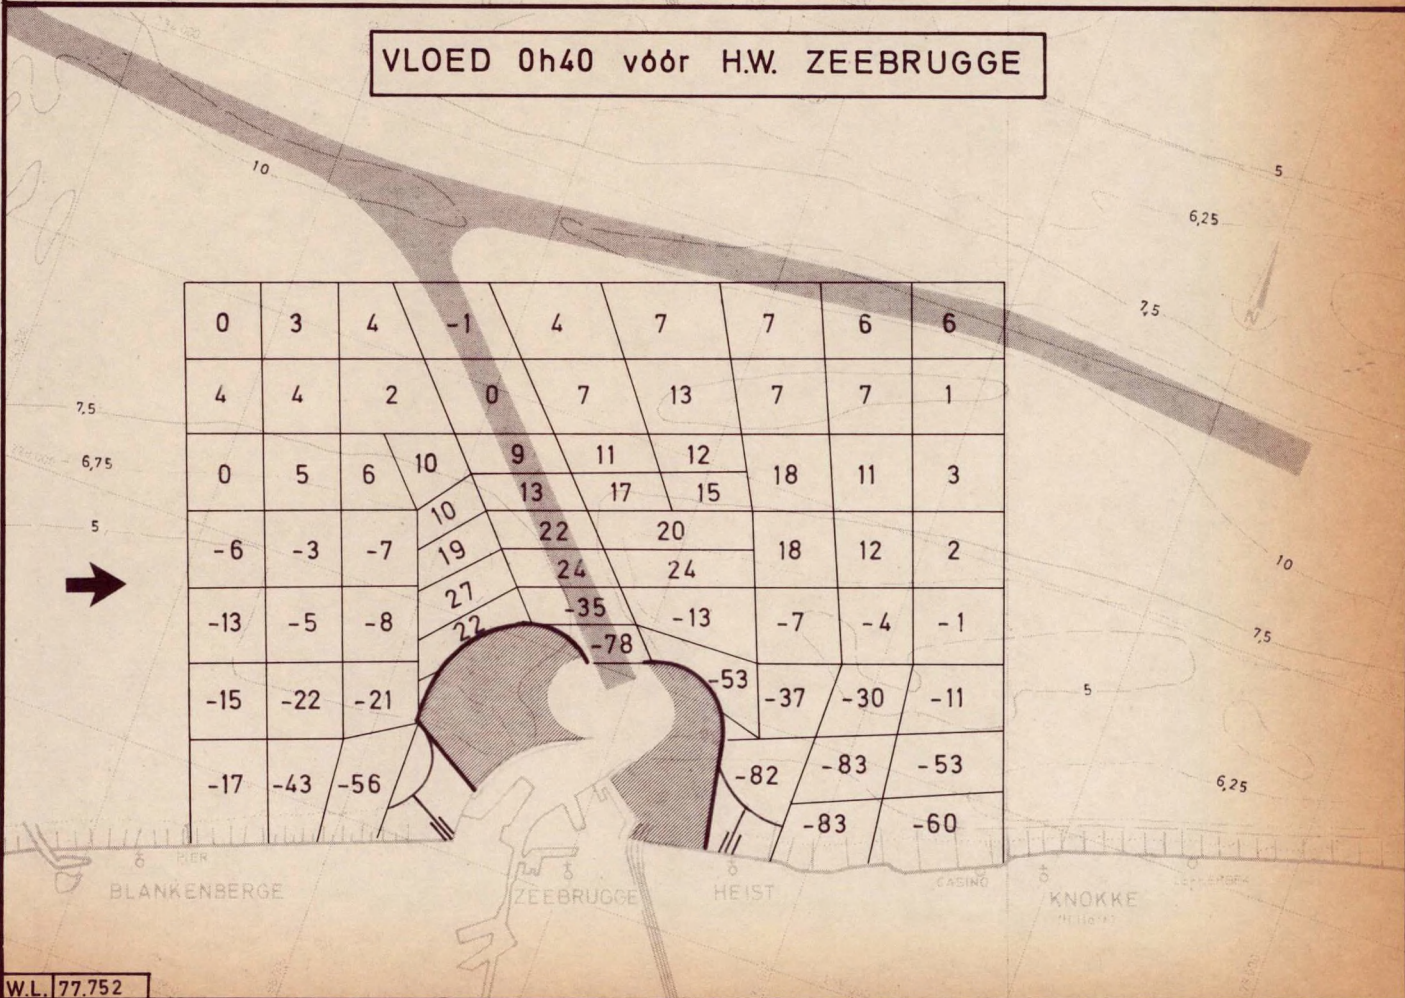 VLOED 0h40 vóór H.W. ZEEBRUGGE
10
5
6,25
7,5
0 3 4 -1 4 7 7 6 6
4 4 2 0 7 13 7 7 1
7,5
9 11 12
6,75
0 5 6 10 18 11 3
13 17 15
10
5
22 20
-6 -3 -7 19 18 12 2
24 24
10
27
-35 -13
-13 -5 -8 22 -7 -4 -1
7,5
-78
-53
-15 -22 -21 -37 -30 -11
5
-17 -43 -56 -82 -83 -53
6,25
-83 -60
PIER
BLANKENBERGE ZEEBRUGGE HEIST CASINO KNOKKE
N
W.L. 77.752